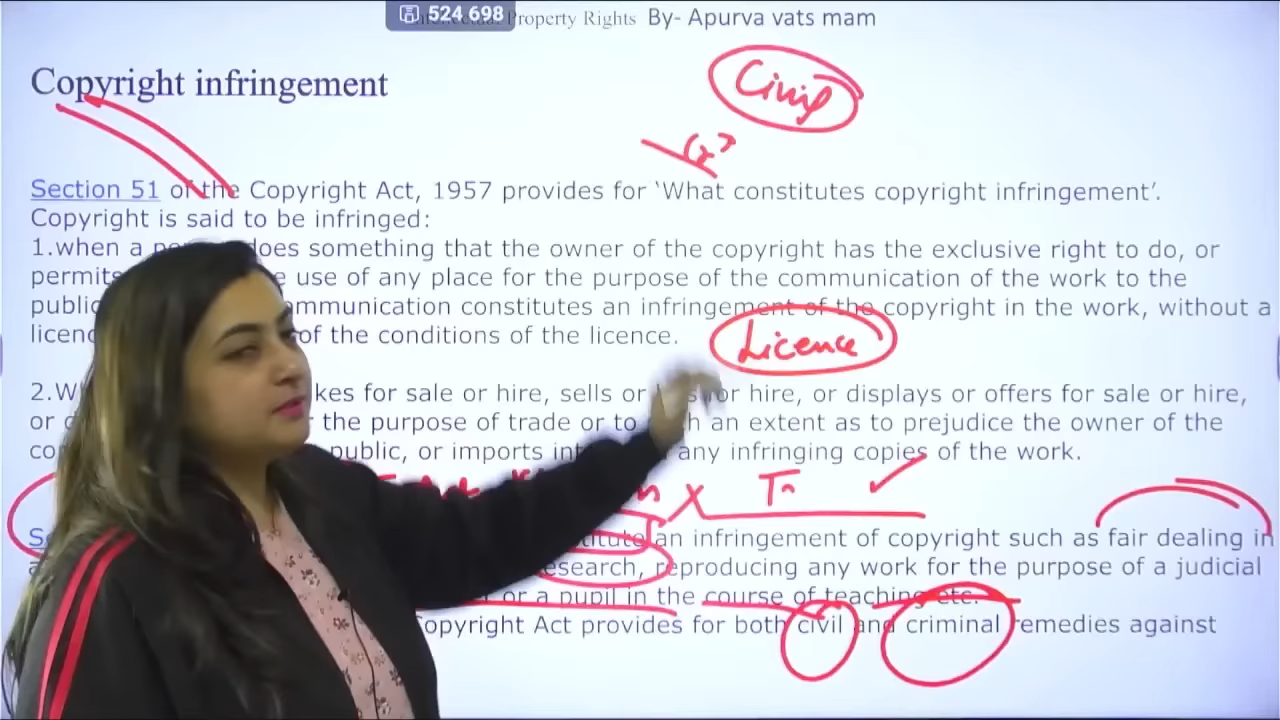 524 698
Property Rights By- Apurva vats mam
Copyright infringement
Civil
Section 51 of the Copyright Act, 1957 provides for ‘What constitutes copyright infringement’.
Copyright is said to be infringed:
1.when a does something that the owner of the copyright has the exclusive right to do, or
permits use of any place for the purpose of the communication of the work to the
public communication constitutes an infringement of the copyright in the work, without a
of the conditions of the licence.
Licence
2. for sale or hire, sells or for hire, or displays or offers for sale or hire,
or the purpose of trade or to an extent as to prejudice the owner of the
public, or imports any infringing copies of the work.
an infringement of copyright such as fair dealing in
research, reproducing any work for the purpose of a judicial
or a pupil in the course of teaching etc.
Copyright Act provides for both civil and criminal remedies against